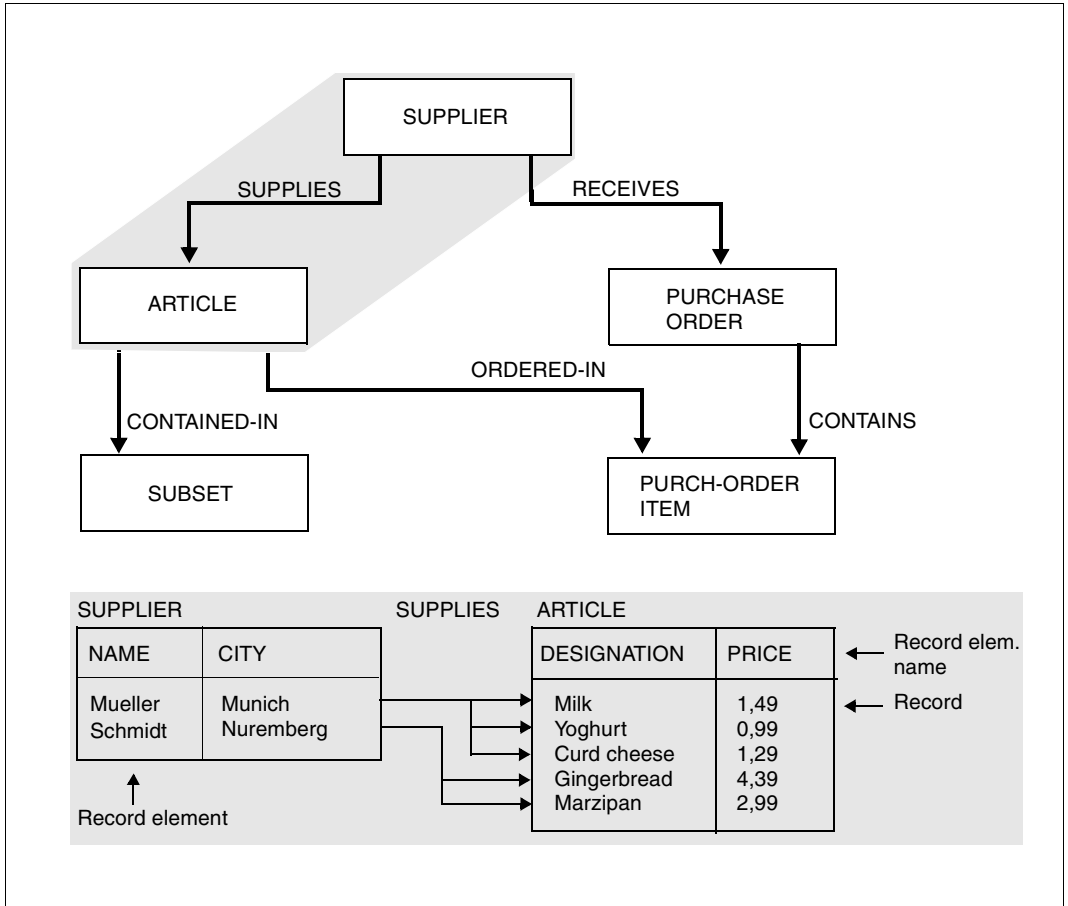 SUPPLIER
SUPPLIES
RECEIVES
ARTICLE
PURCHASE
ORDER
ORDERED-IN
CONTAINED-IN
CONTAINS
SUBSET
PURCH-ORDER
ITEM
SUPPLIER SUPPLIES ARTICLE
NAME CITY DESIGNATION PRICE Record elem.
name
Mueller Munich Milk 1,49 Record
Schmidt Nuremberg Yoghurt 0,99
Curd cheese 1,29
Gingerbread 4,39
Marzipan 2,99
Record element